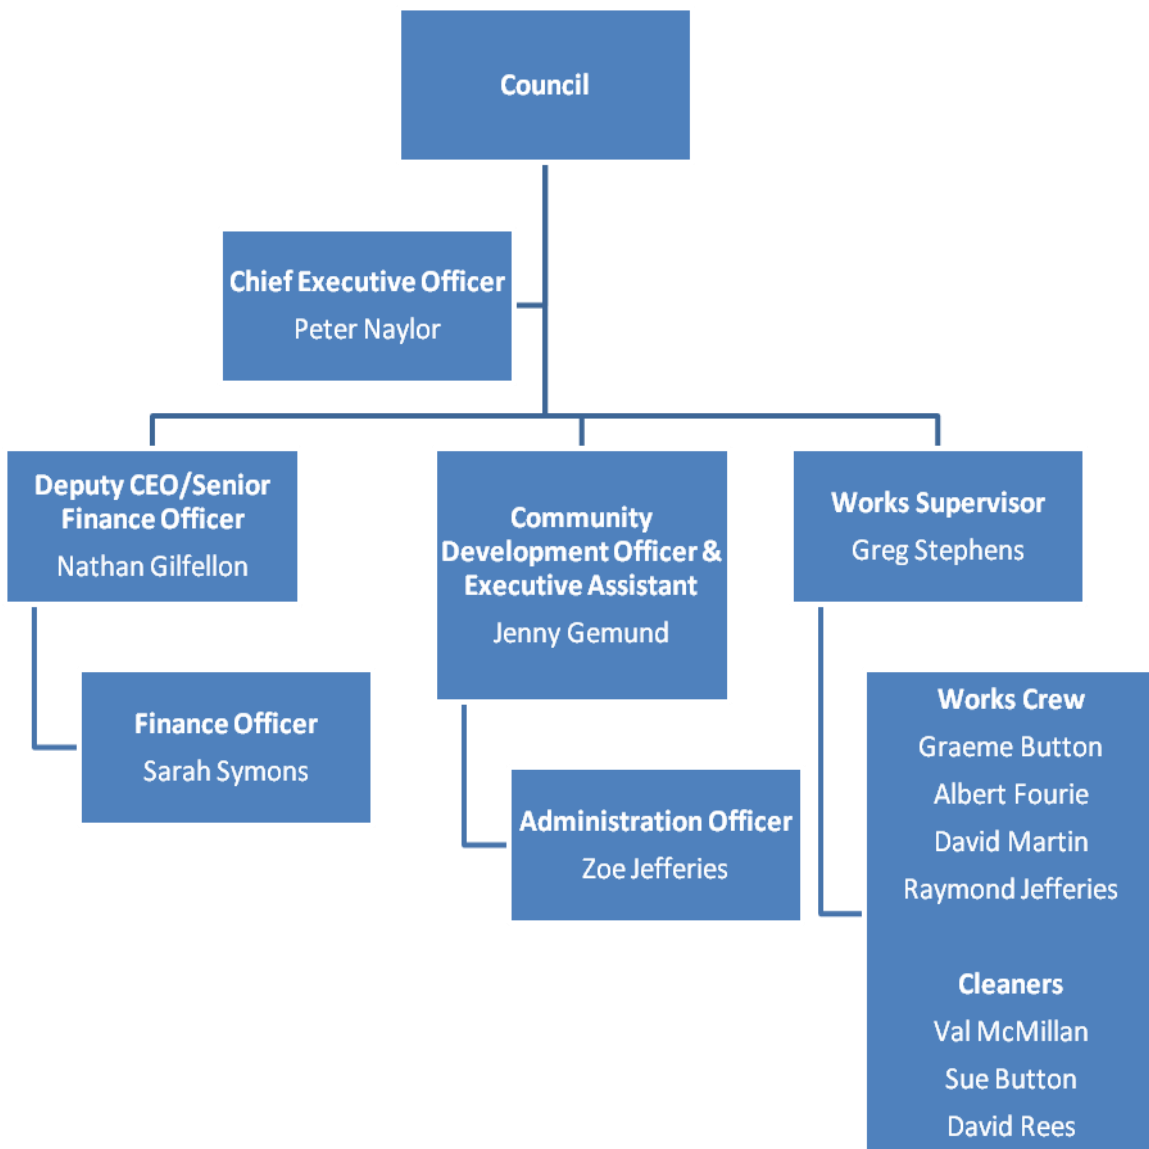 Council
Chief Executive Officer
Peter Naylor
Deputy CEO/Senior
Finance Officer
Nathan Gilfellon
Community
Development Officer &
Executive Assistant
Jenny Gemund
Works Supervisor
Greg Stephens
Finance Officer
Sarah Symons
Administration Officer
Zoe Jefferies
Works Crew
Graeme Button
Albert Fourie
David Martin
Raymond Jefferies
Cleaners
Val McMillan
Sue Button
David Rees